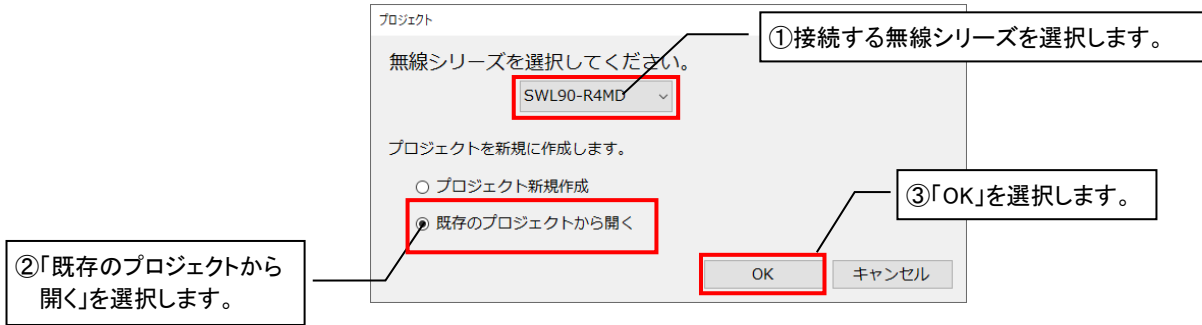 プロジェクト
①接続する無線シリーズを選択します。
無線シリーズを選択してください。
SWL90-R4MD
プロジェクトを新規に作成します。
プロジェクト新規作成
③「OK」を選択します。
既存のプロジェクトから開く
②「既存のプロジェクトから
開く」を選択します。
OK
キャンセル